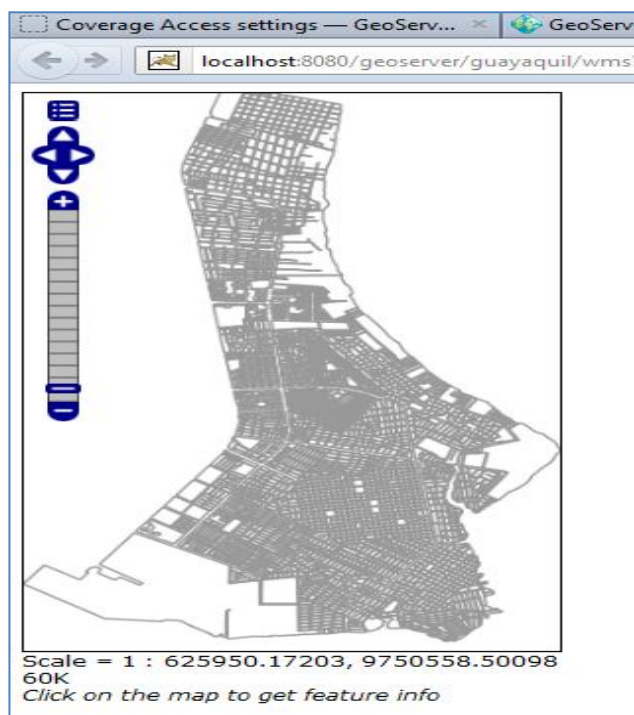 Coverage Access settings — GeoServ... × GeoServ
localhost:8080/geoserver/guayaquil/wms
Scale = 1 : 625950.17203, 9750558.50098
60K
Click on the map to get feature info